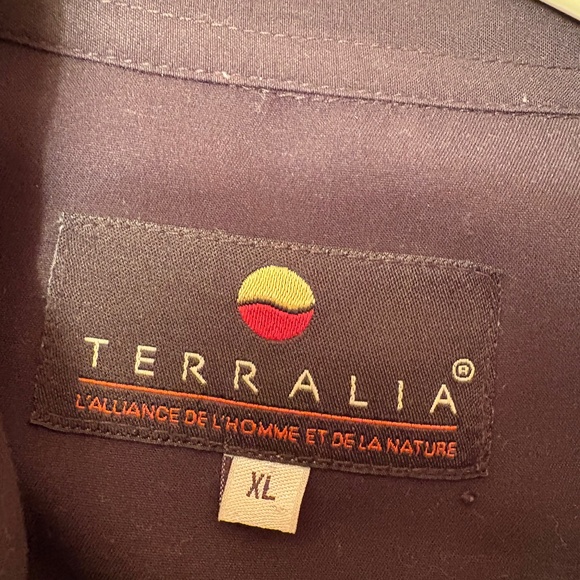 TERRALIA®
L'ALLIANCE DE L'HOMME ET DE LA NATURE
XL